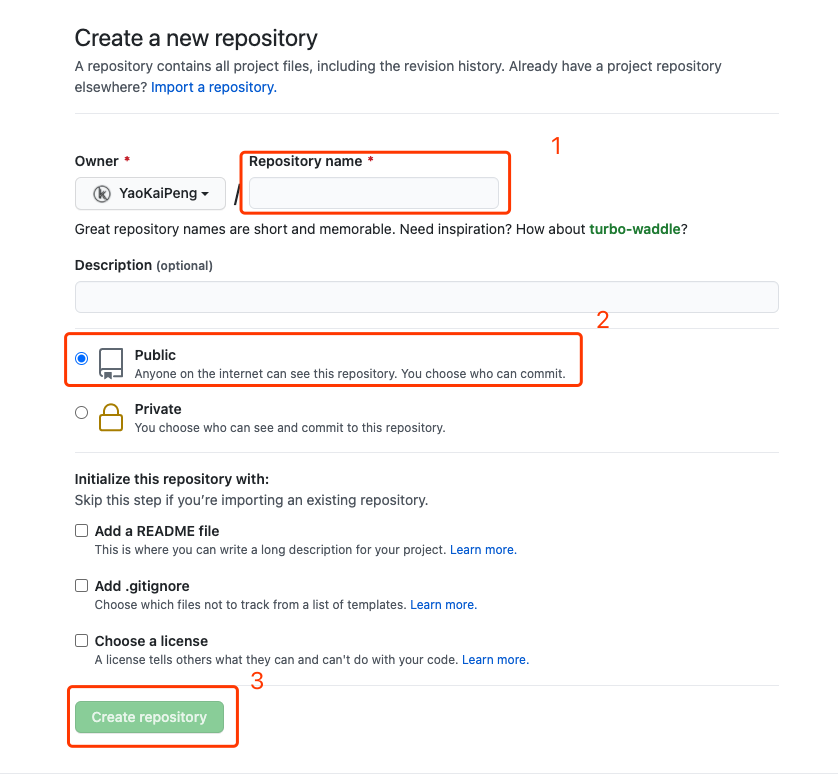 Create a new repository
A repository contains all project files, including the revision history. Already have a project repository
elsewhere? Import a repository.
1
Owner *
Repository name *
YaoKaiPeng
/
Great repository names are short and memorable. Need inspiration? How about turbo-waddle?
Description (optional)
2
Public
Anyone on the internet can see this repository. You choose who can commit.
Private
You choose who can see and commit to this repository.
Initialize this repository with:
Skip this step if you’re importing an existing repository.
Add a README file
This is where you can write a long description for your project. Learn more.
Add .gitignore
Choose which files not to track from a list of templates. Learn more.
Choose a license
A license tells others what they can and can't do with your code. Learn more.
3
Create repository